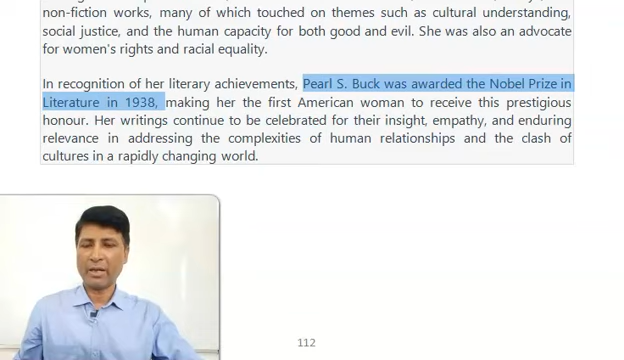 non-fiction works, many of which touched on themes such as cultural understanding,
social justice, and the human capacity for both good and evil. She was also an advocate
for women's rights and racial equality.
In recognition of her literary achievements, Pearl S. Buck was awarded the Nobel Prize in
Literature in 1938, making her the first American woman to receive this prestigious
honour. Her writings continue to be celebrated for their insight, empathy, and enduring
relevance in addressing the complexities of human relationships and the clash of
cultures in a rapidly changing world.
112